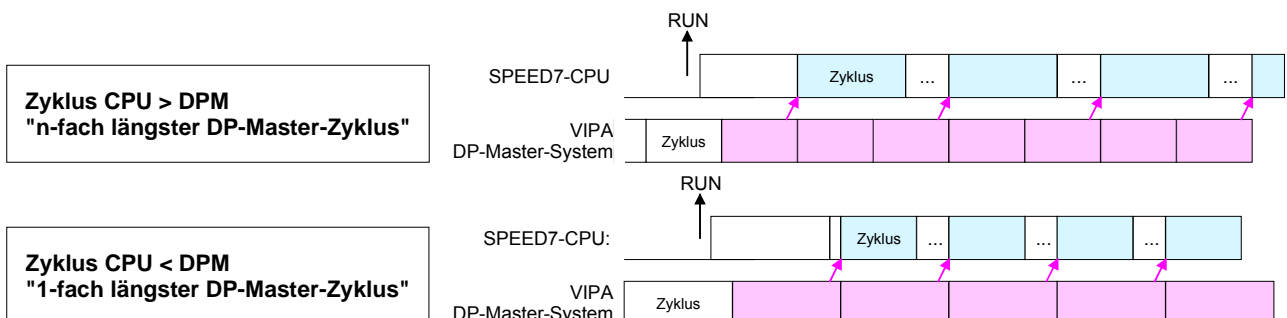 RUN
SPEED7-CPU
Zyklus
...
...
...
Zyklus CPU > DPM
"n-fach längster DP-Master-Zyklus"
VIPA
DP-Master-System
Zyklus
RUN
SPEED7-CPU:
Zyklus
...
...
...
Zyklus CPU < DPM
"1-fach längster DP-Master-Zyklus"
VIPA
DP-Master-System
Zyklus